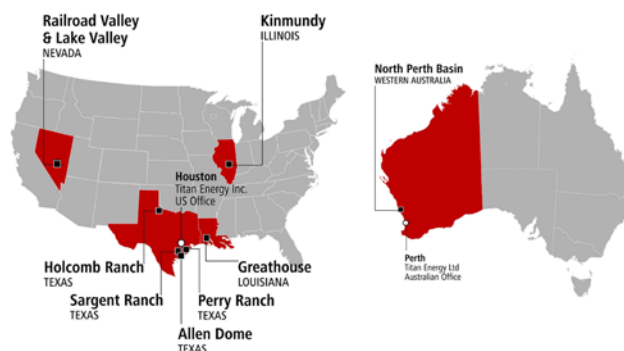 Railroad Valley
& Lake Valley
NEVADA
Kinmundy
ILLINOIS
Houston
Titan Energy Inc.
US Office
Holcomb Ranch
TEXAS
Sargent Ranch
TEXAS
Allen Dome
TEXAS
Perry Ranch
TEXAS
Greathouse
LOUISIANA
North Perth Basin
WESTERN AUSTRALIA
Perth
Titan Energy Ltd
Australian Office